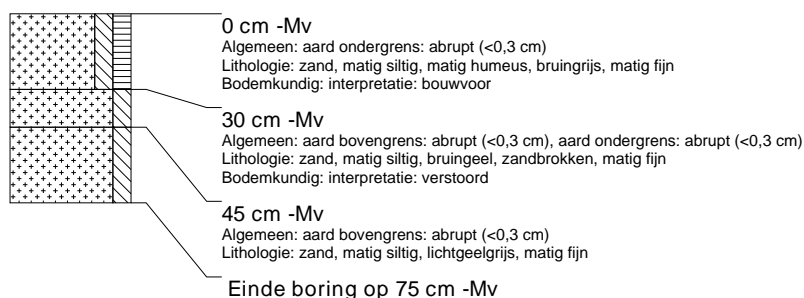 0 cm -Mv
Algemeen: aard ondergrens: abrupt (<0,3 cm)
Lithologie: zand, matig siltig, matig humeus, bruingrijs, matig fijn
Bodemkundig: interpretatie: bouwvoor
30 cm -Mv
Algemeen: aard bovengrens: abrupt (<0,3 cm), aard ondergrens: abrupt (<0,3 cm)
Lithologie: zand, matig siltig, bruingeel, zandbrokken, matig fijn
Bodemkundig: interpretatie: verstoord
45 cm -Mv
Algemeen: aard bovengrens: abrupt (<0,3 cm)
Lithologie: zand, matig siltig, lichtgeelgrijs, matig fijn
Einde boring op 75 cm -Mv